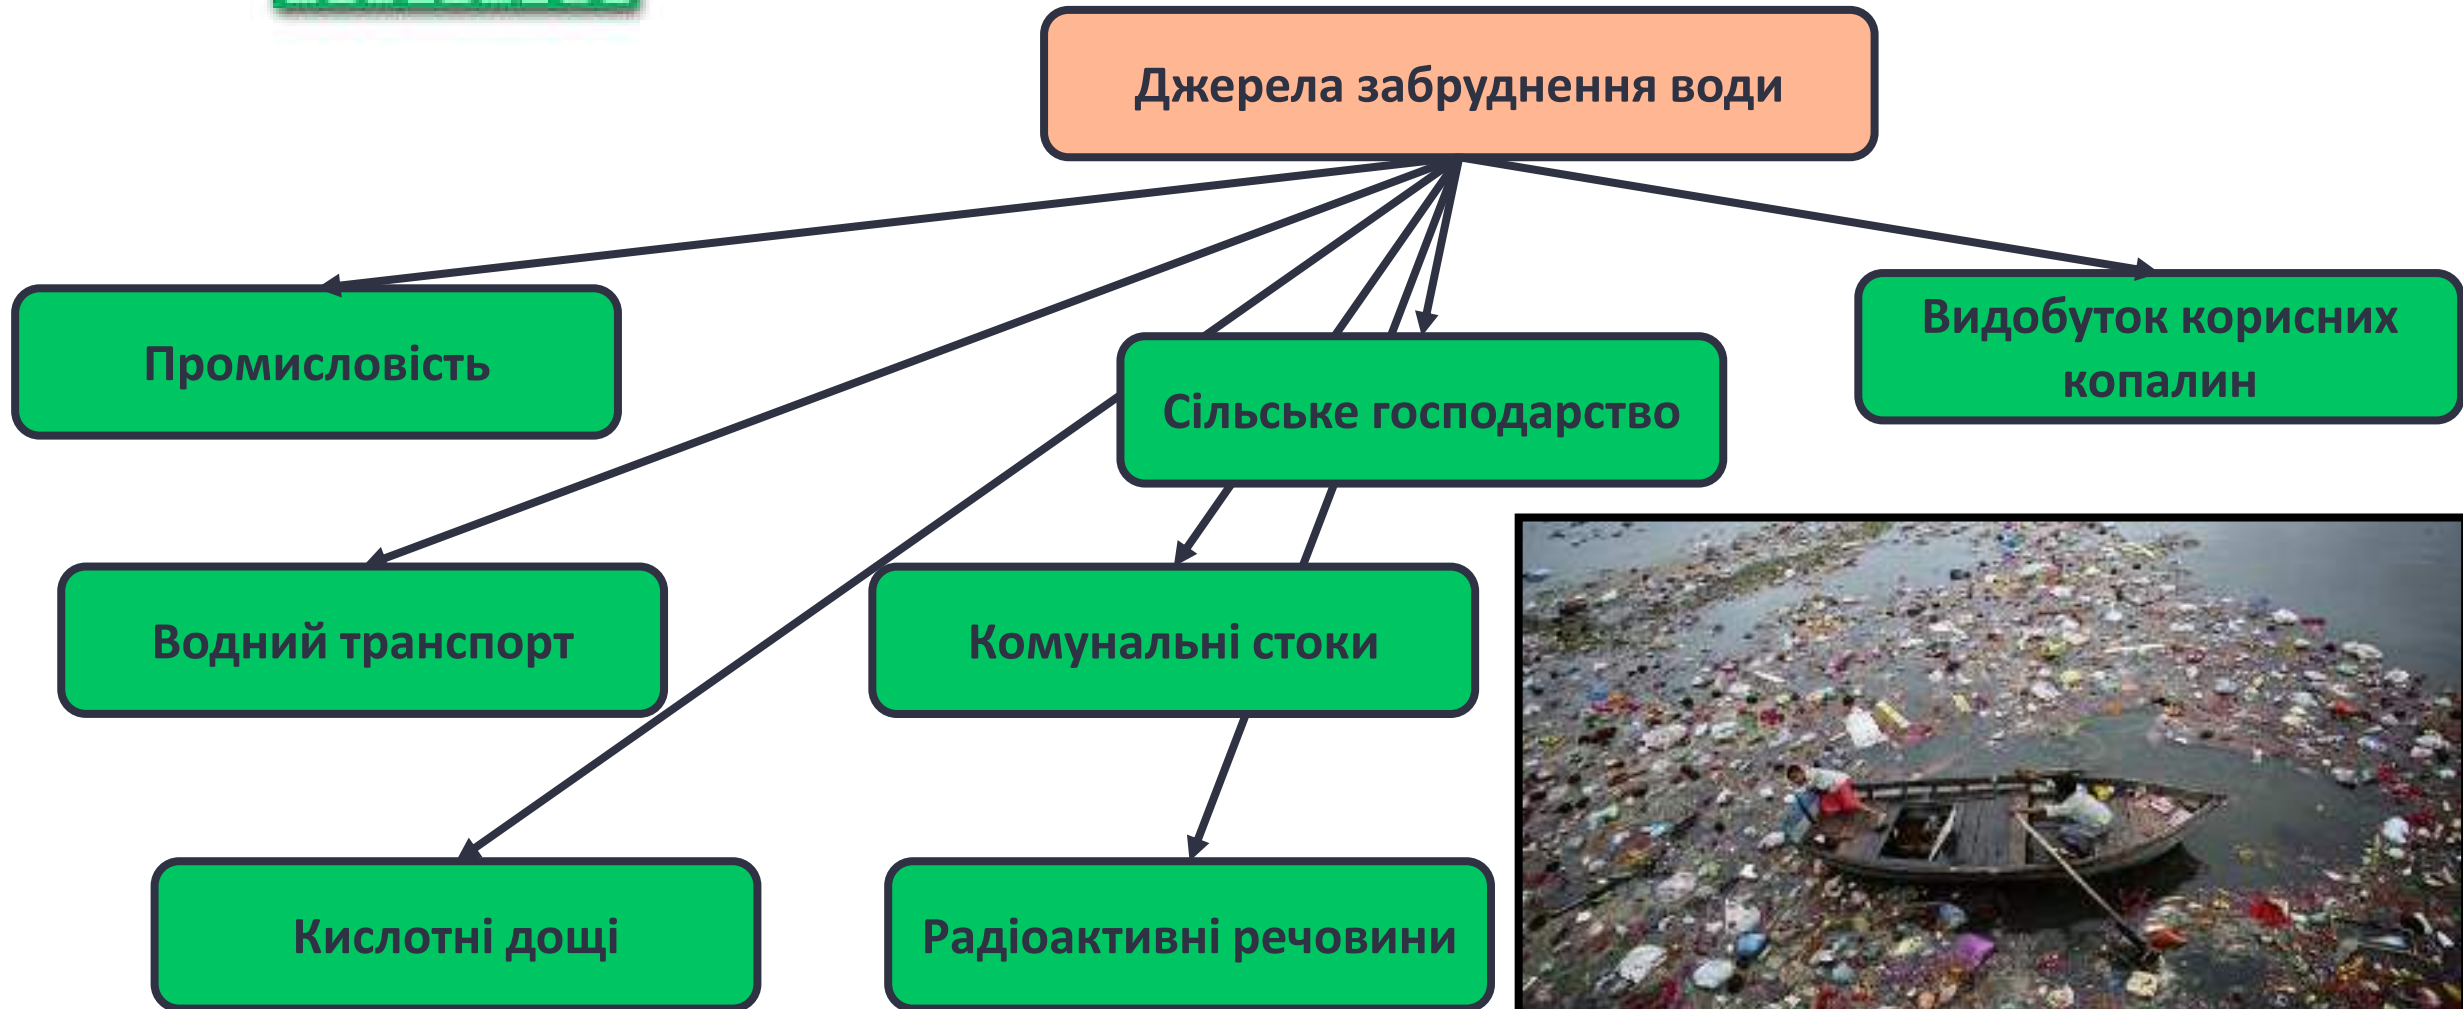 Джерела забруднення води
Промисловість
Сільське господарство
Видобуток корисних
копалин
Водний транспорт
Комунальні стоки
Кислотні дощі
Радіоактивні речовини